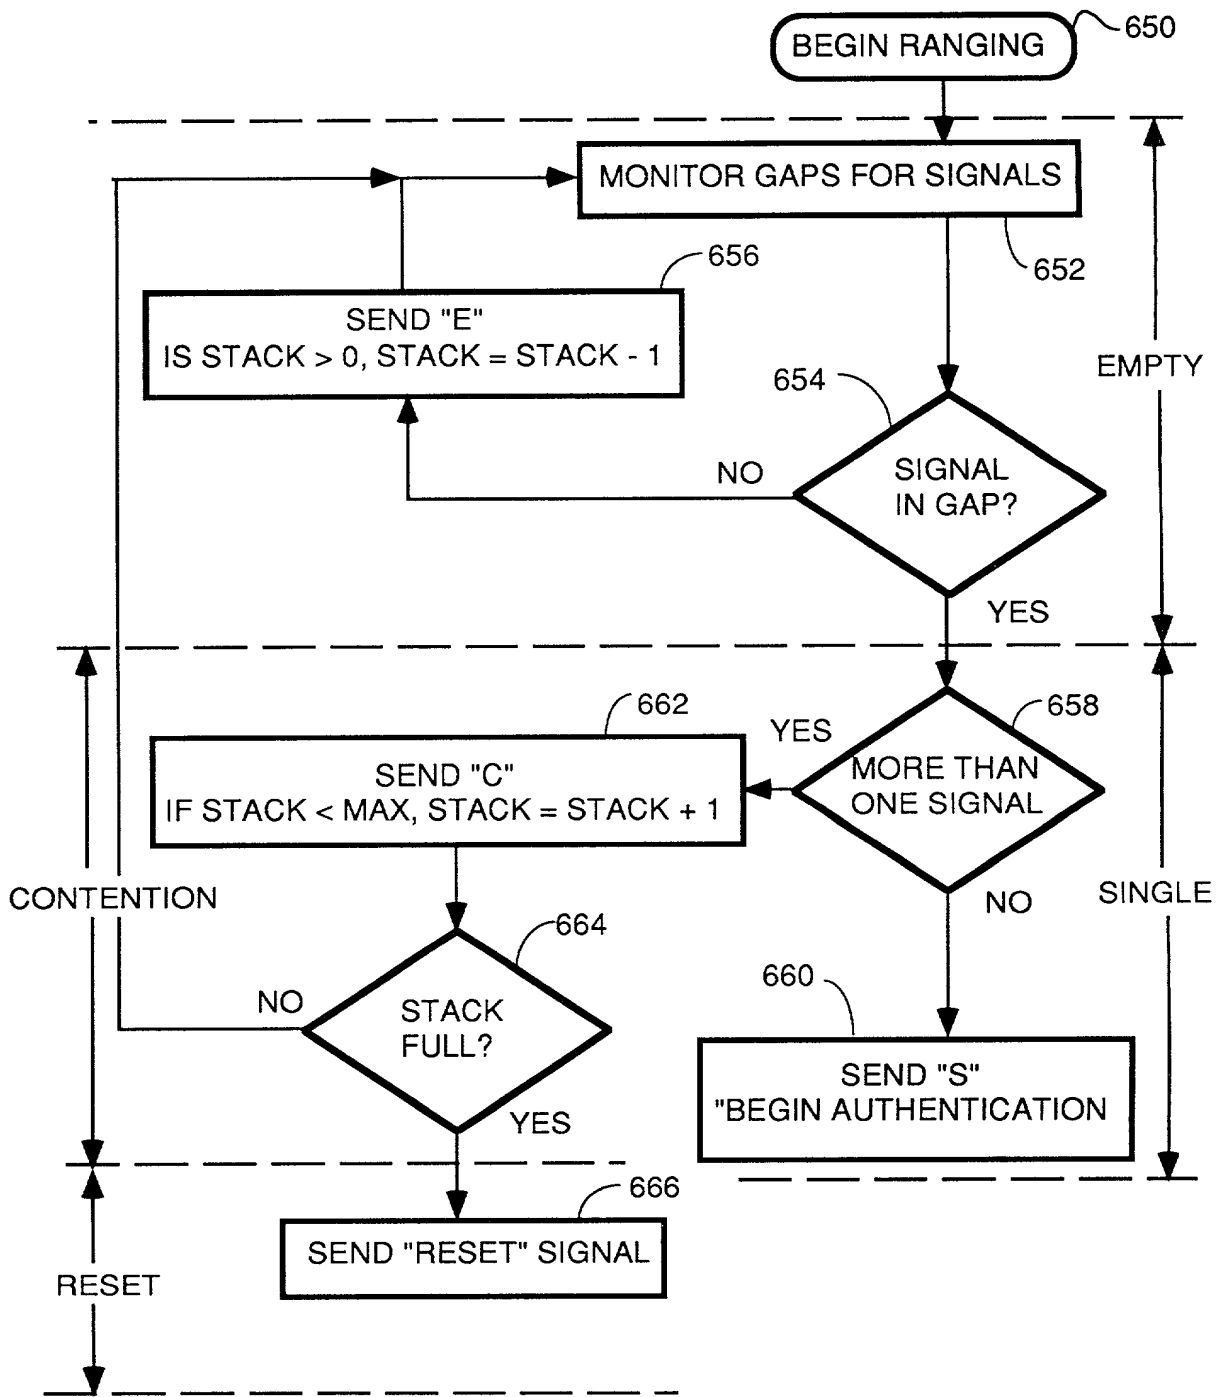 650
BEGIN RANGING
MONITOR GAPS FOR SIGNALS
652
656
SEND "E"
IS STACK > 0, STACK = STACK - 1
EMPTY
654
SIGNAL
IN GAP?
NO
YES
658
MORE THAN
ONE SIGNAL
YES
NO
662
SEND "C"
IF STACK < MAX, STACK = STACK + 1
CONTENTION
SINGLE
664
STACK
FULL?
NO
YES
660
SEND "S"
"BEGIN AUTHENTICATION
666
SEND "RESET" SIGNAL
RESET